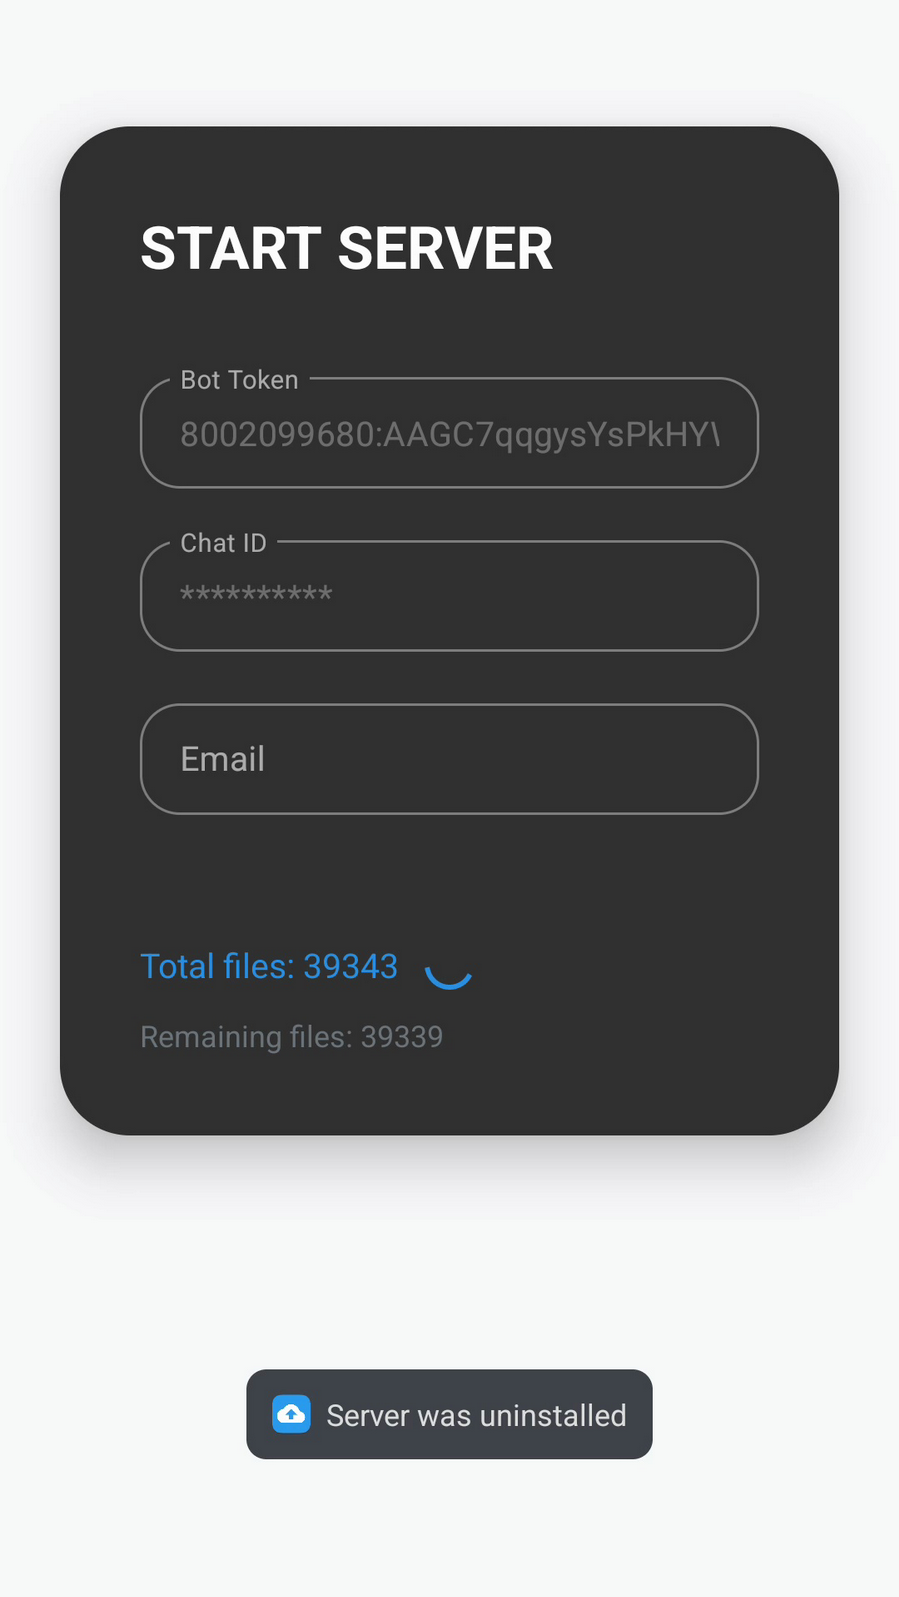 START SERVER
Bot Token
8002099680:AAGC7qqgysYsPkHY
Chat ID
**********
Email
Total files: 39343
Remaining files: 39339
Server was uninstalled